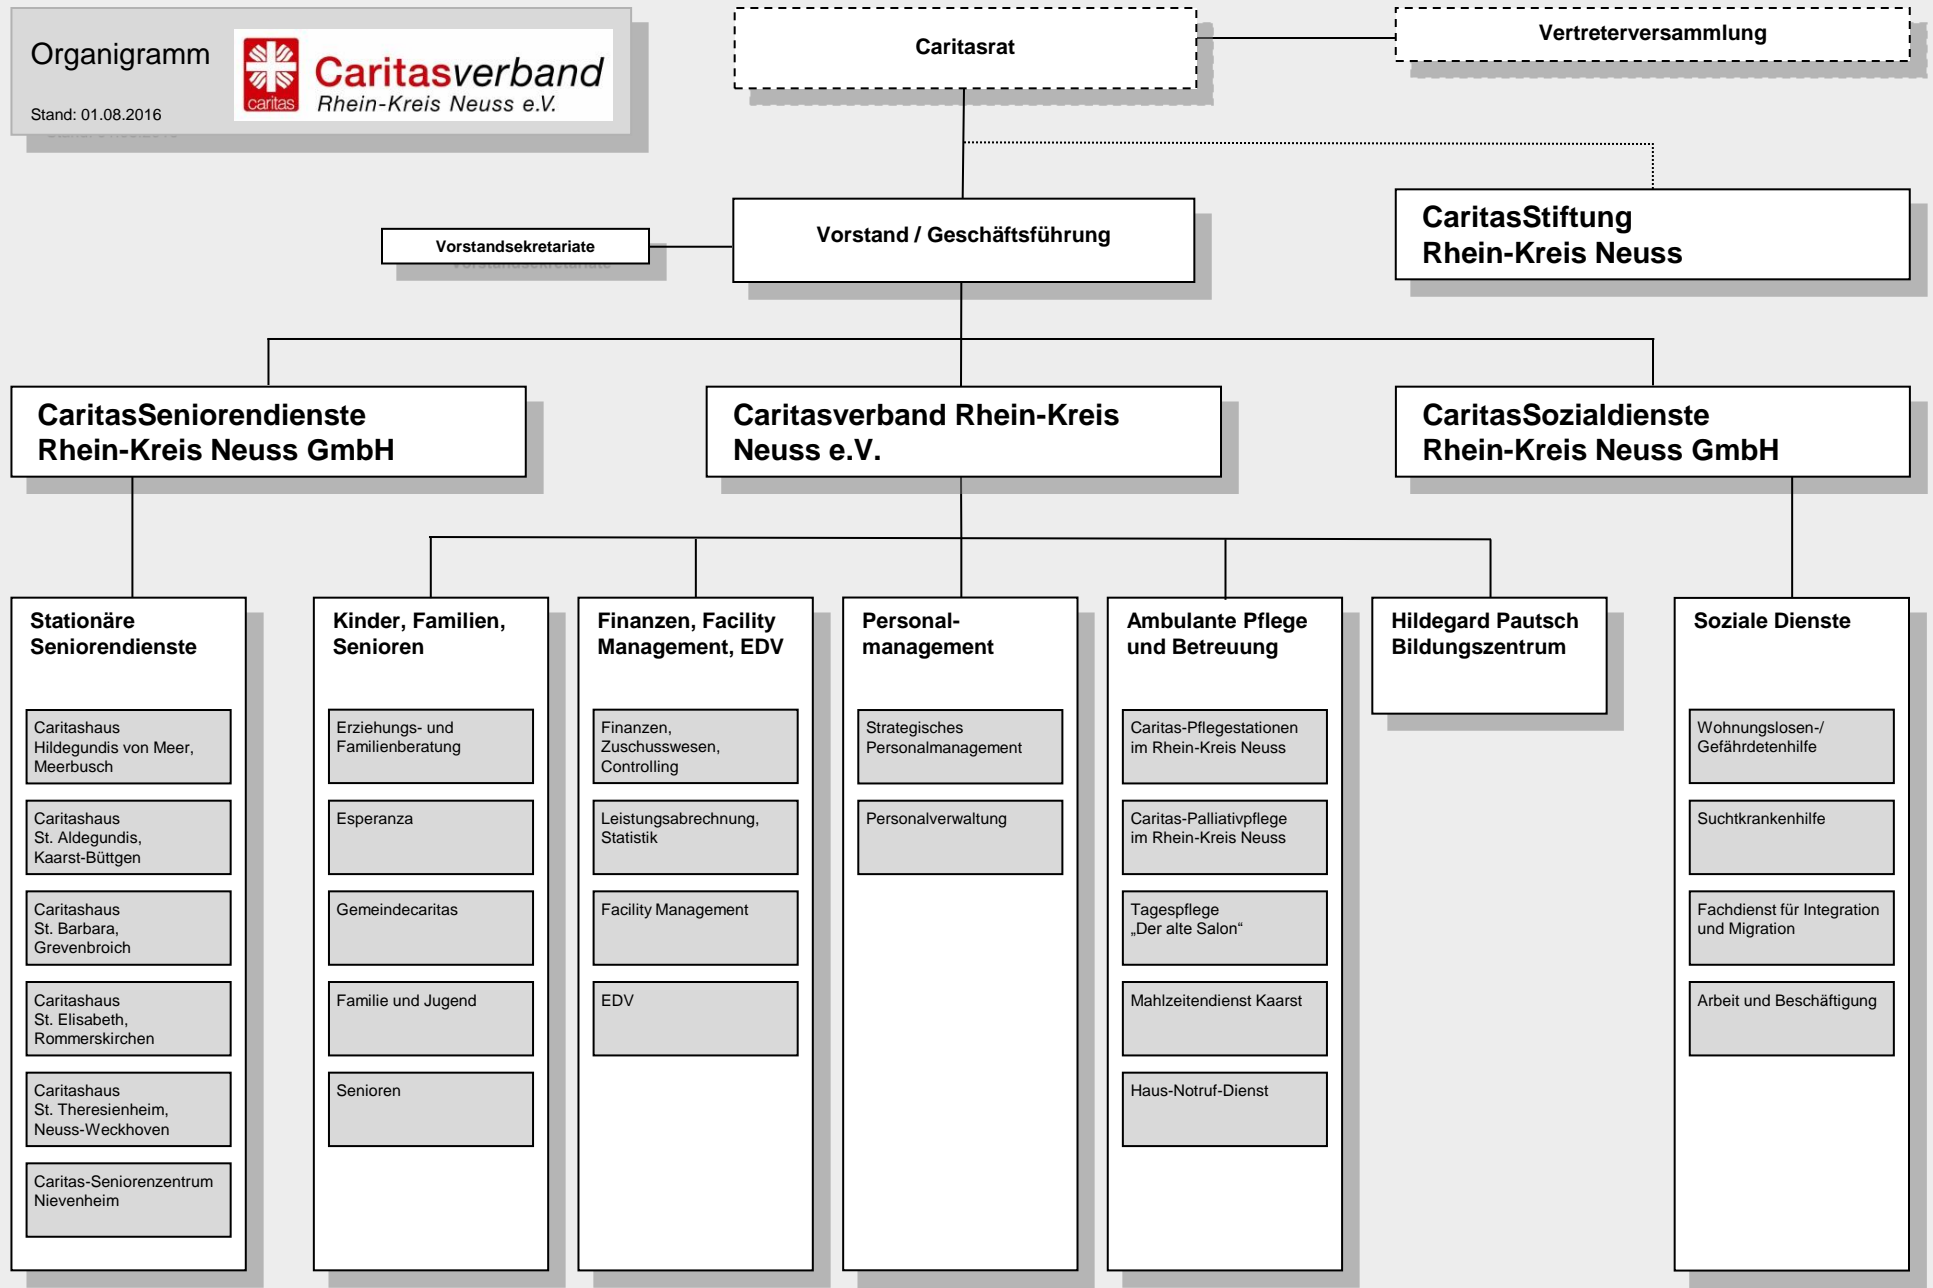 Organigramm
Stand: 01.08.2016
caritas
Caritasverband
Rhein-Kreis Neuss e.V.
Caritasrat
Vertreterversammlung
Vorstandsekretariate
Vorstand / Geschäftsführung
CaritasStiftung
Rhein-Kreis Neuss
CaritasSeniorendienste
Rhein-Kreis Neuss GmbH
Caritasverband Rhein-Kreis
Neuss e.V.
CaritasSozialdienste
Rhein-Kreis Neuss GmbH
Stationäre
Seniorendienste
Caritashaus
Hildegundis von Meer,
Meerbusch
Caritashaus
St. Aldegundis,
Kaarst-Büttgen
Caritashaus
St. Barbara,
Grevenbroich
Caritashaus
St. Elisabeth,
Rommerskirchen
Caritashaus
St. Theresienheim,
Neuss-Weckhoven
Caritas-Seniorenzentrum
Nievenheim
Kinder, Familien,
Senioren
Erziehungs- und
Familienberatung
Esperanza
Gemeindecaritas
Familie und Jugend
Senioren
Finanzen, Facility
Management, EDV
Finanzen,
Zuschusswesen,
Controlling
Leistungsabrechnung,
Statistik
Facility Management
EDV
Personal-
management
Strategisches
Personalmanagement
Personalverwaltung
Ambulante Pflege
und Betreuung
Caritas-Pflegestationen
im Rhein-Kreis Neuss
Caritas-Palliativpflege
im Rhein-Kreis Neuss
Tagespflege
„Der alte Salon“
Mahlzeitendienst Kaarst
Haus-Notruf-Dienst
Hildegard Pautsch
Bildungszentrum
Soziale Dienste
Wohnungslosen-/
Gefährdetenhilfe
Suchtkrankenhilfe
Fachdienst für Integration
und Migration
Arbeit und Beschäftigung